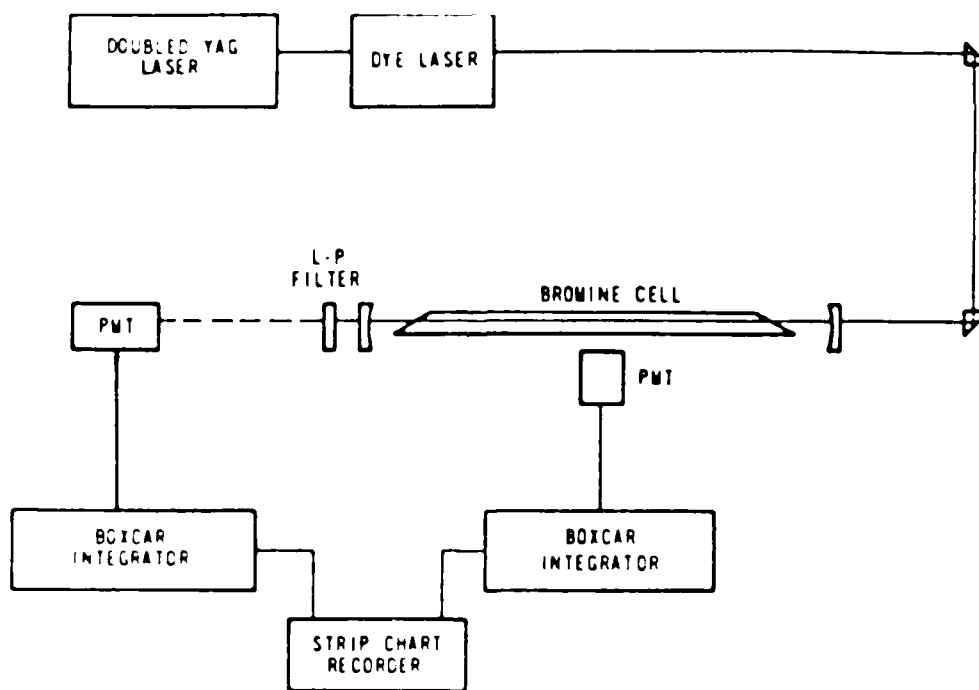 DOUBLED YAG
LASER
DYE LASER
L-P
FILTER
BROMINE CELL
PMT
PMT
BOXCAR
INTEGRATOR
BOXCAR
INTEGRATOR
STRIP CHART
RECORDER